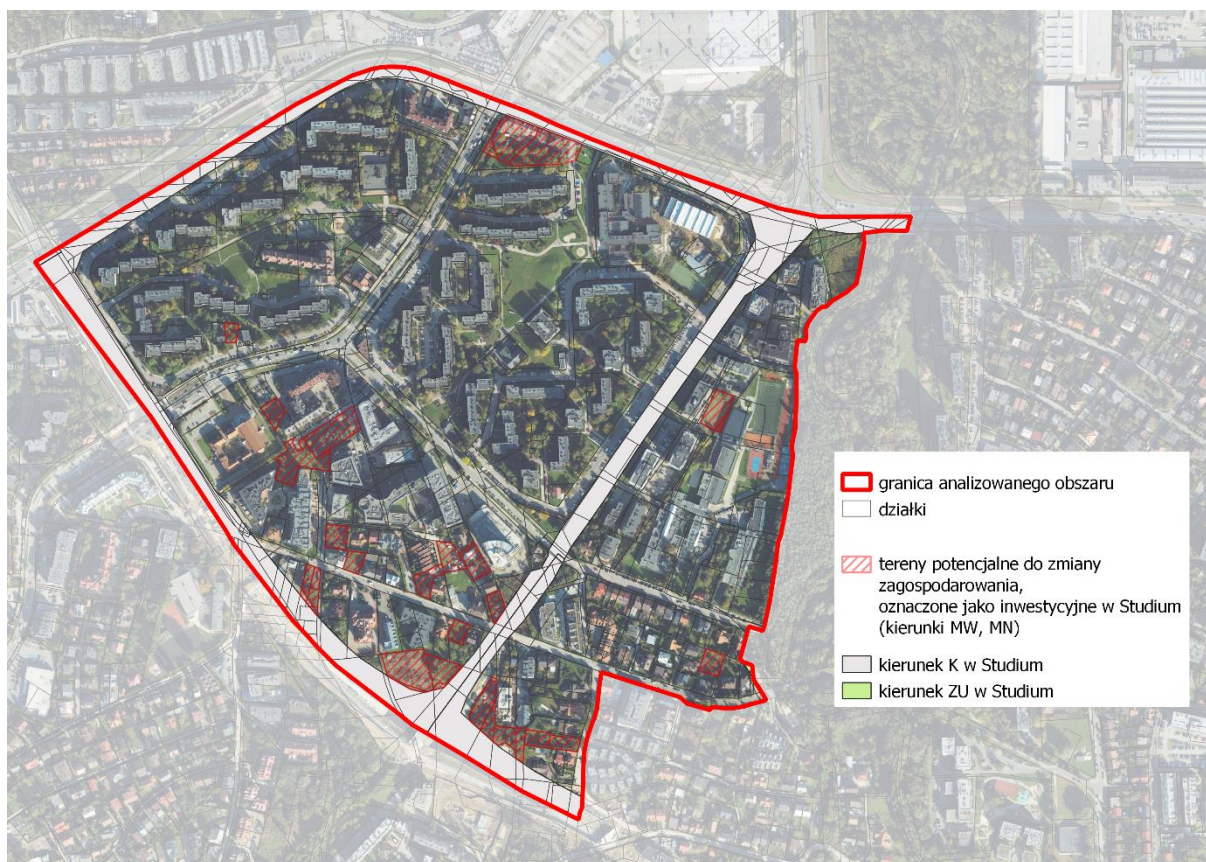 granica analizowanego obszaru
działki
tereny potencjalne do zmiany
zagospodarowania,
oznaczone jako inwestycyjne w Studium
(kierunki MW, MN)
kierunek K w Studium
kierunek ZU w Studium